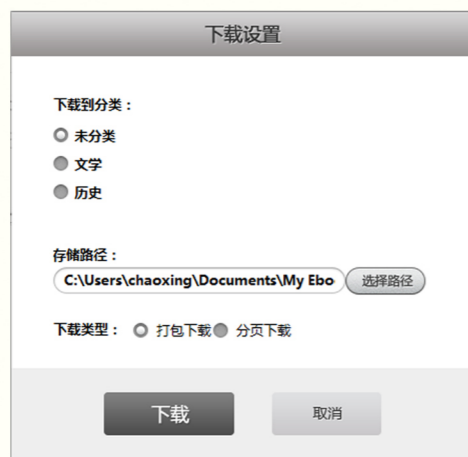 下载设置
下载到分类：
未分类
文学
历史
存储路径：
C:\Users\chaoxing\Documents\My Ebo 选择路径
下载类型： 打包下载 分页下载
下载 取消